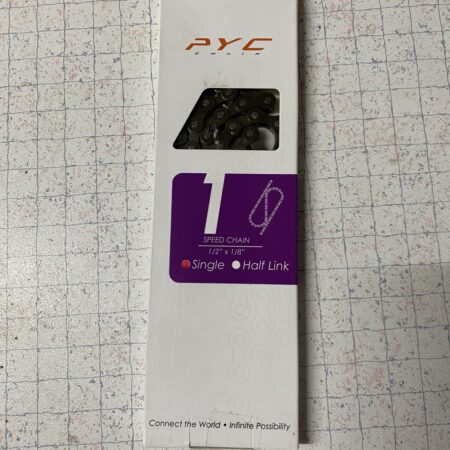 PYC
CHAIN
1
SPEED CHAIN
1/2" x 1/8"
Single Half Link
Connect the World • Infinite Possibility